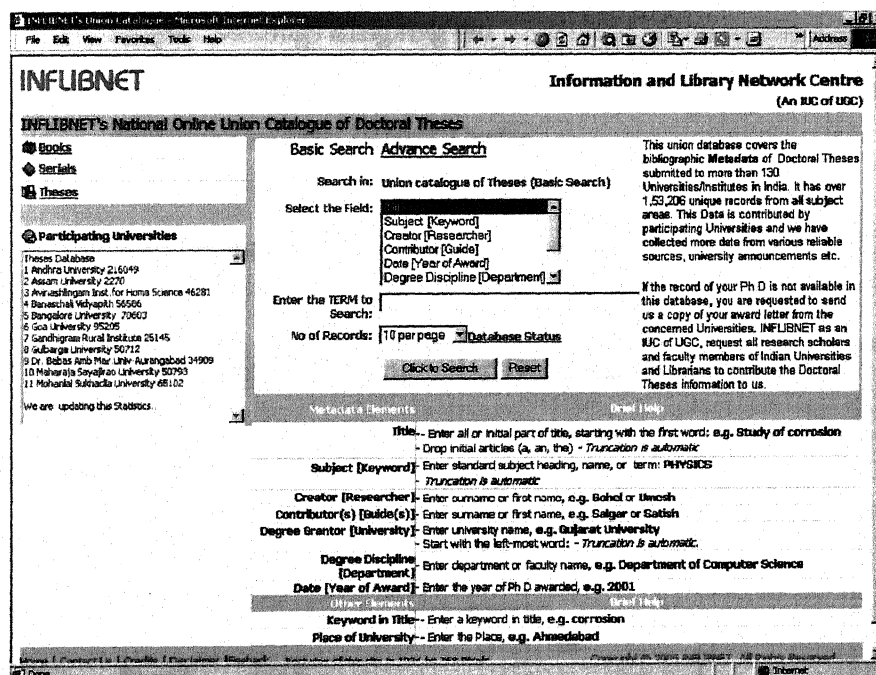 INFLIBNET's Union Catalogue - Microsoft Internet Explorer
File Edit View Favorites Tools Help
Address
INFLIBNET
Information and Library Network Centre
(An IUC of UGC)
INFLIBNET's National Online Union Catalogue of Doctoral Theses
Books
Serials
Theses
Participating Universities
Theses Database
1 Andhra University 216049
2 Assam University 2270
3 Avinashlingam Inst. for Home Science 46281
4 Banasthali Vidyapith 56566
5 Bangalore University 70603
6 Goa University 95205
7 Gandhigram Rural Institute 25145
8 Gulbarga University 50712
9 Dr. Babas Amb Mar Univ Aurangabad 34909
10 Maharaja Sayajirao University 50793
11 Mohanlal Sukhadia University 65102
We are updating this Statistics..
Basic Search Advance Search
Search in: Union catalogue of Theses (Basic Search)
Select the Field:
Subject [Keyword]
Creator [Researcher]
Contributor [Guide]
Date [Year of Award]
Degree Discipline [Department]
Enter the TERM to
Search:
No of Records: 10 per page Database Status
Click to Search Reset
This union database covers the
bibliographic Metadata of Doctoral Theses
submitted to more than 130
Universities/Institutes in India. It has over
1,53,206 unique records from all subject
areas. This Data is contributed by
participating Universities and we have
collected more data from various reliable
sources, university announcements etc.
If the record of your Ph D is not available in
this database, you are requested to send
us a copy of your award letter from the
concerned Universities. INFLIBNET as an
IUC of UGC, request all research scholars
and faculty members of Indian Universities
and Librarians to contribute the Doctoral
Theses information to us.
Metadata Elements Brief Help
Title-- Enter all or initial part of title, starting with the first word: e.g. Study of corrosion
- Drop initial articles (a, an, the) - Truncation is automatic
Subject [Keyword]- Enter standard subject heading, name, or term: PHYSICS
- Truncation is automatic
Creator [Researcher]- Enter surname or first name, e.g. Gohel or Umesh
Contributor(s) [Guide(s)]- Enter surname or first name, e.g. Salgar or Satish
Degree Grantor [University]- Enter university name, e.g. Gujarat University
- Start with the left-most word: - Truncation is automatic.
Degree Discipline
[Department]- Enter department or faculty name, e.g. Department of Computer Science
Date [Year of Award]- Enter the year of Ph D awarded, e.g. 2001
Other Elements Brief Help
Keyword in Title-- Enter a keyword in title, e.g. corrosion
Place of University-- Enter the Place, e.g. Ahmedabad
Home | Contact Us | Credits | Disclaimer | Feedback
Copyright © 2005 INFLIBNET. All Rights Reserved
Done Internet